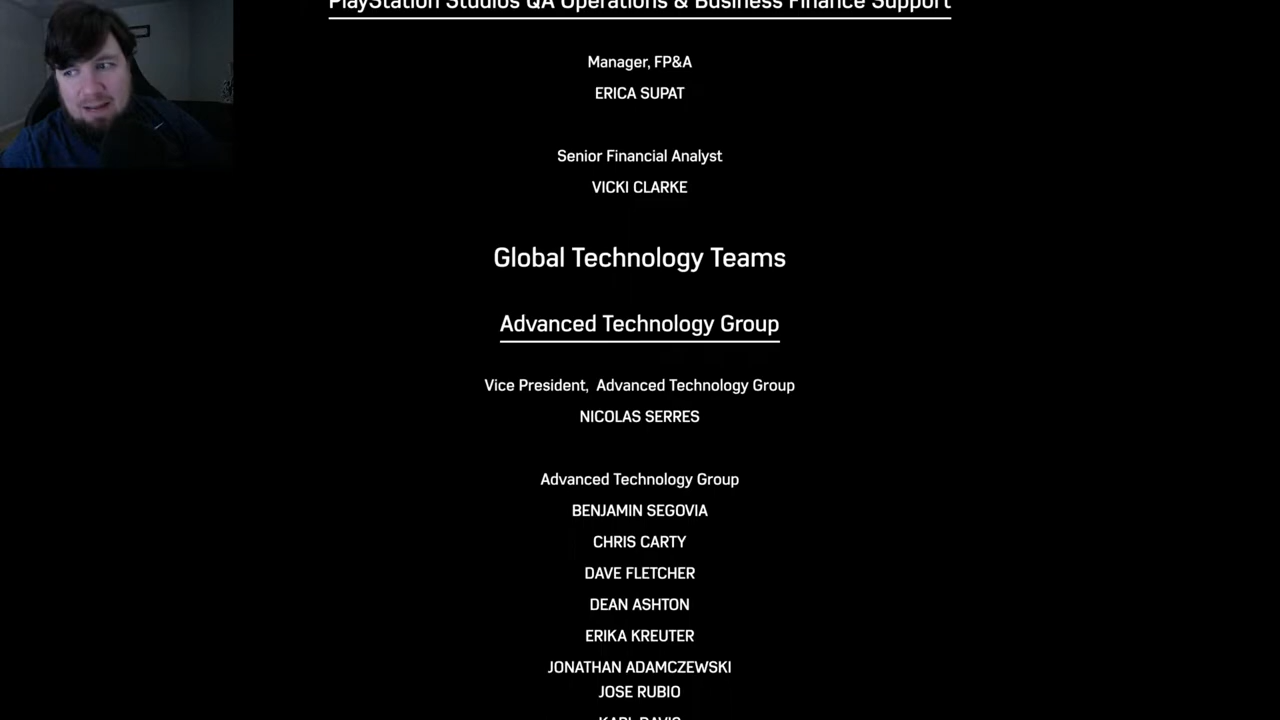 PlayStation Studios QA Operations & Business Finance Support
Manager, FP&A
ERICA SUPAT
Senior Financial Analyst
VICKI CLARKE
Global Technology Teams
Advanced Technology Group
Vice President, Advanced Technology Group
NICOLAS SERRES
Advanced Technology Group
BENJAMIN SEGOVIA
CHRIS CARTY
DAVE FLETCHER
DEAN ASHTON
ERIKA KREUTER
JONATHAN ADAMCZEWSKI
JOSE RUBIO